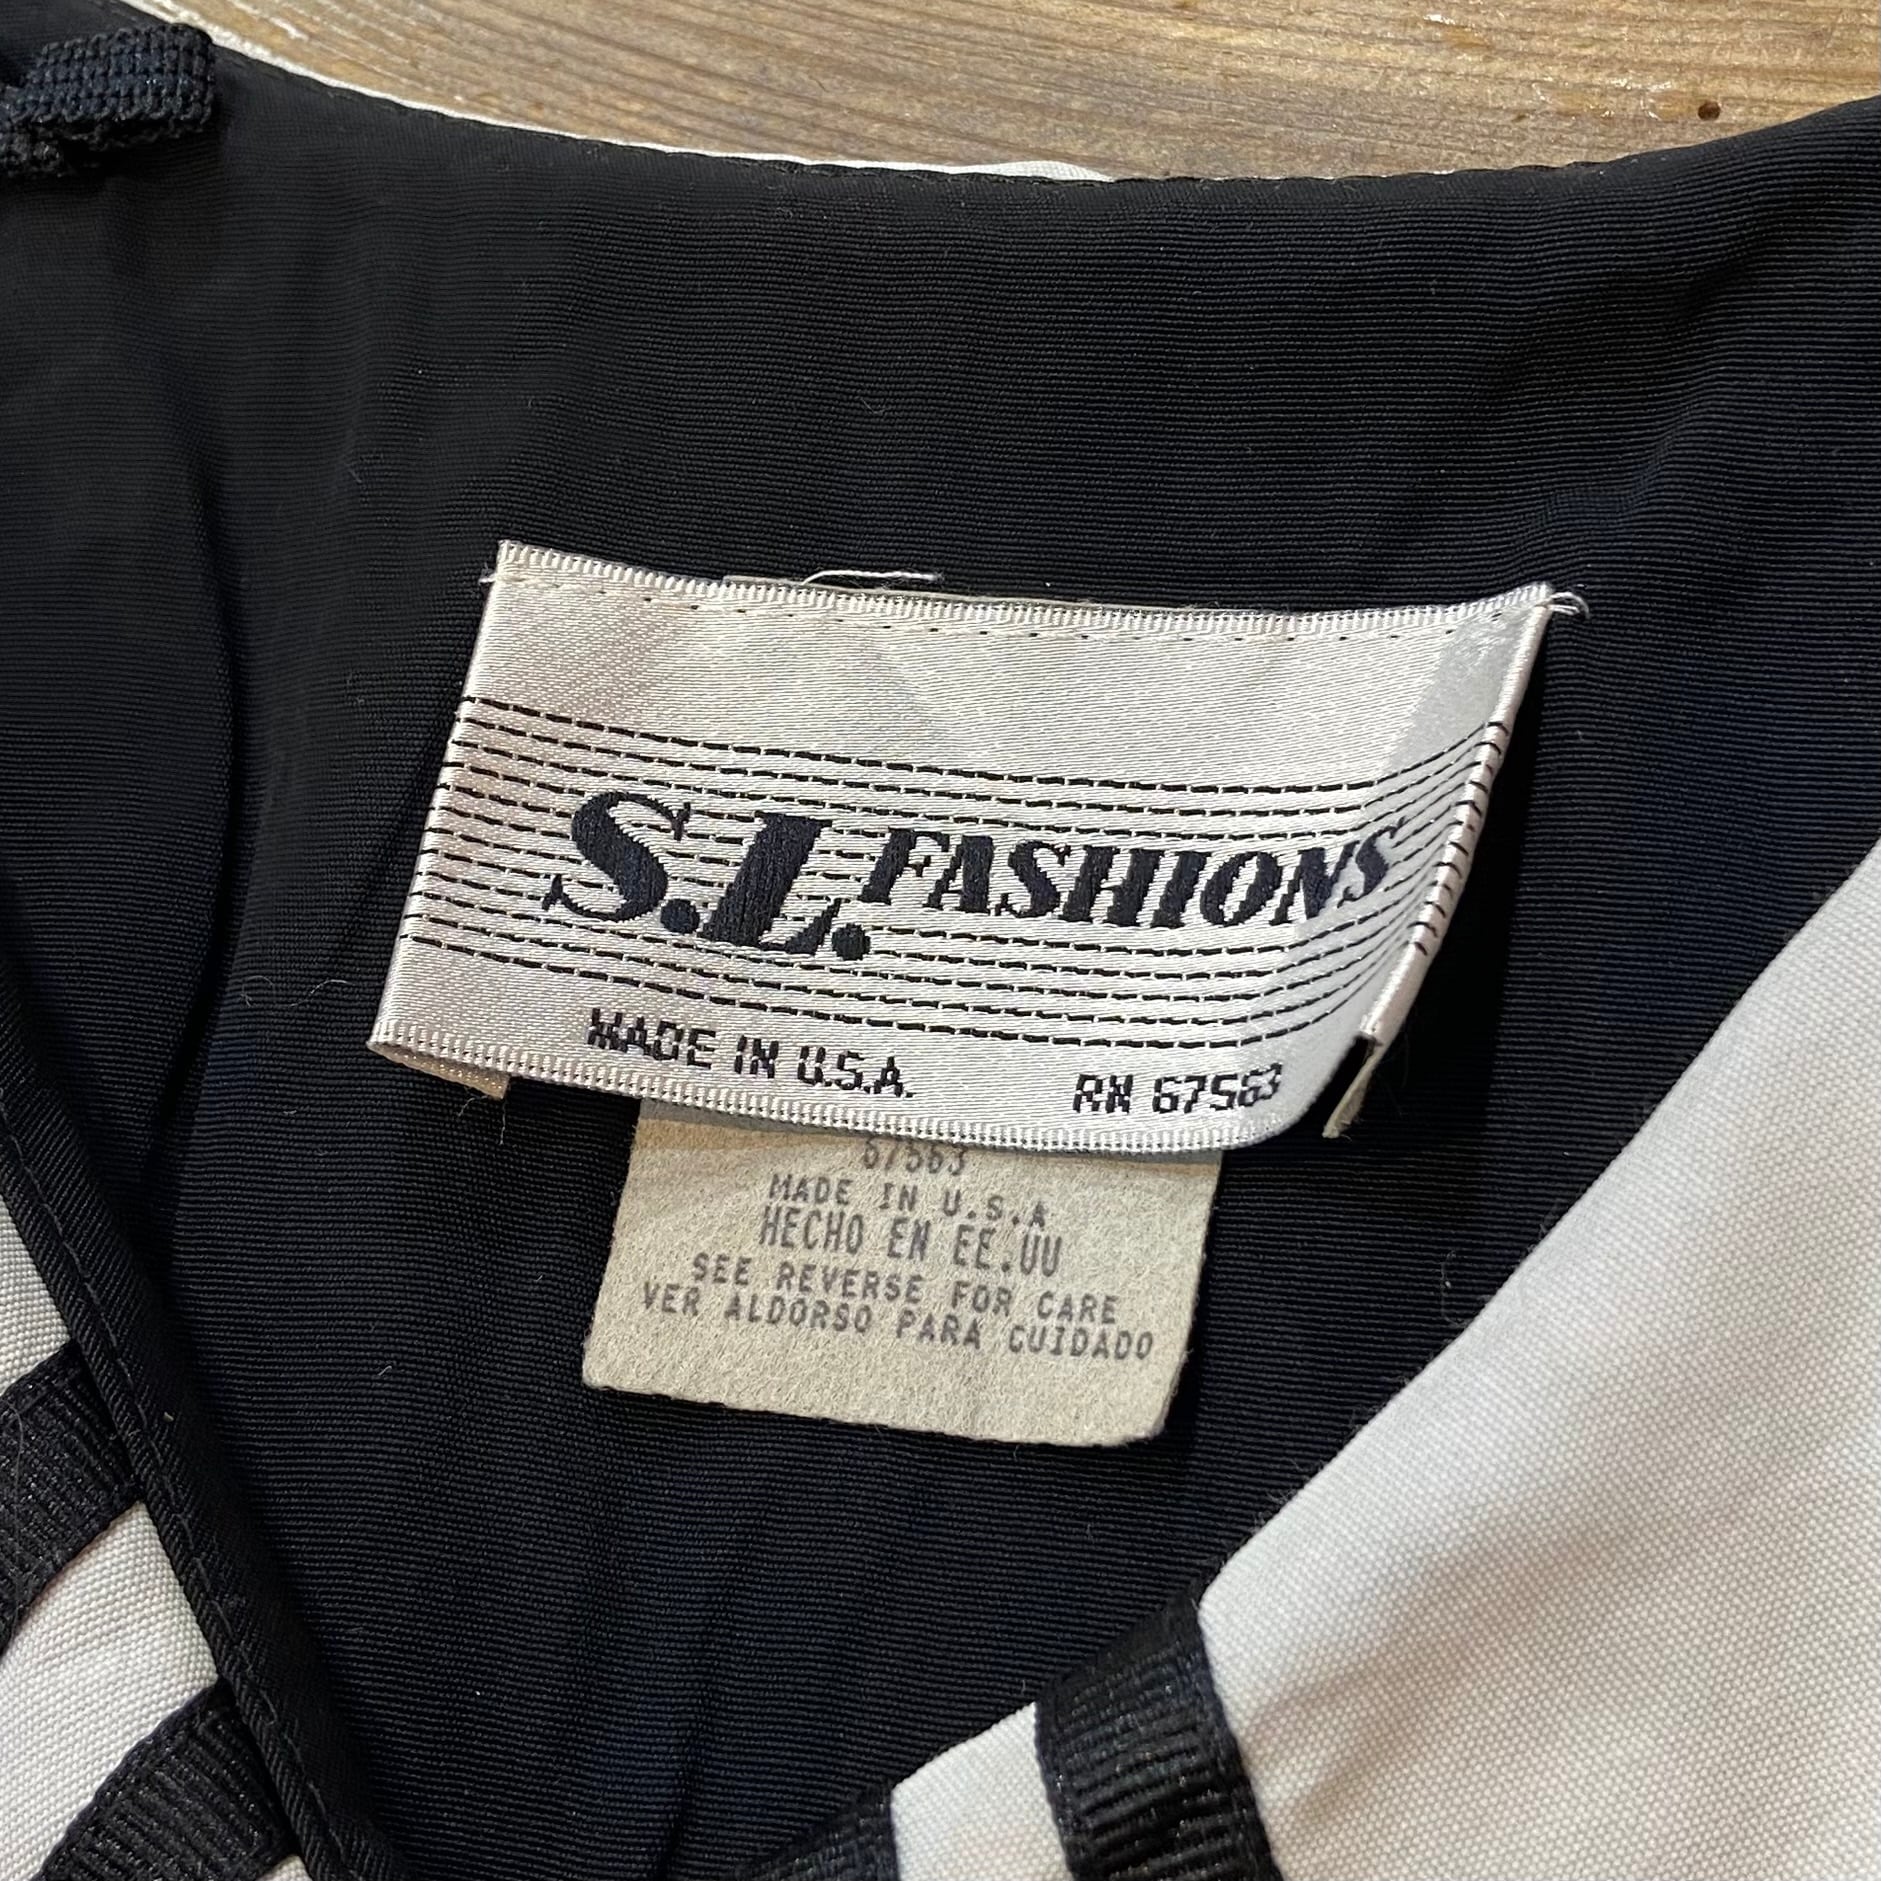 S.L. FASHIONS
MADE IN U.S.A. RN 67563
67563
MADE IN U.S.A
HECHO EN EE.UU
SEE REVERSE FOR CARE
VER ALDORSO PARA CUIDADO